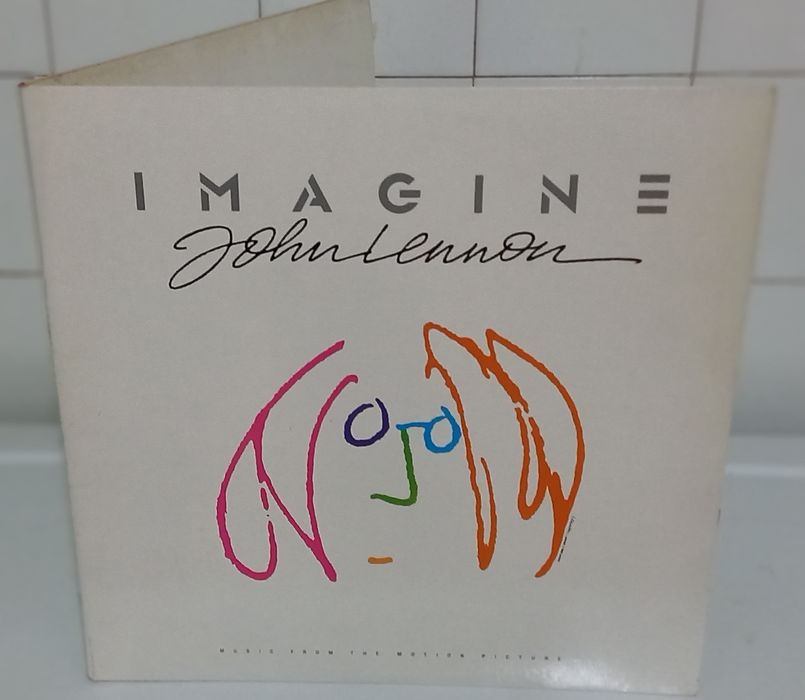 IMAGINE
John Lennon
MUSIC FROM THE MOTION PICTURE